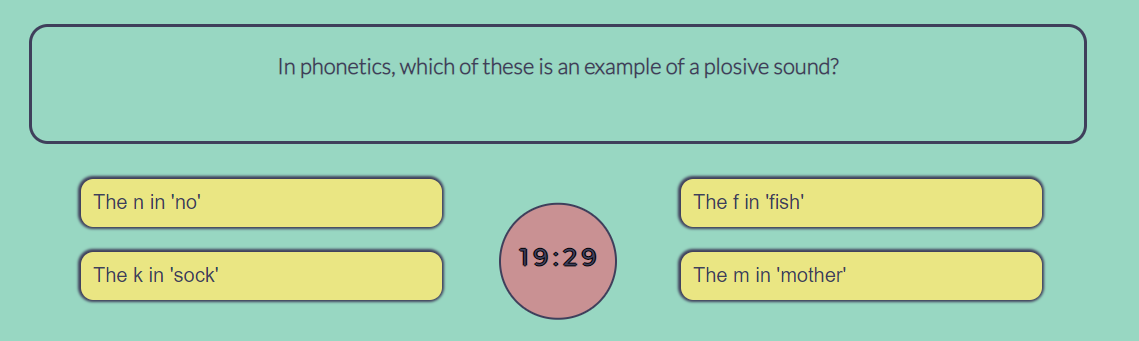 In phonetics, which of these is an example of a plosive sound?
The n in 'no'
The f in 'fish'
19:29
The k in 'sock'
The m in 'mother'